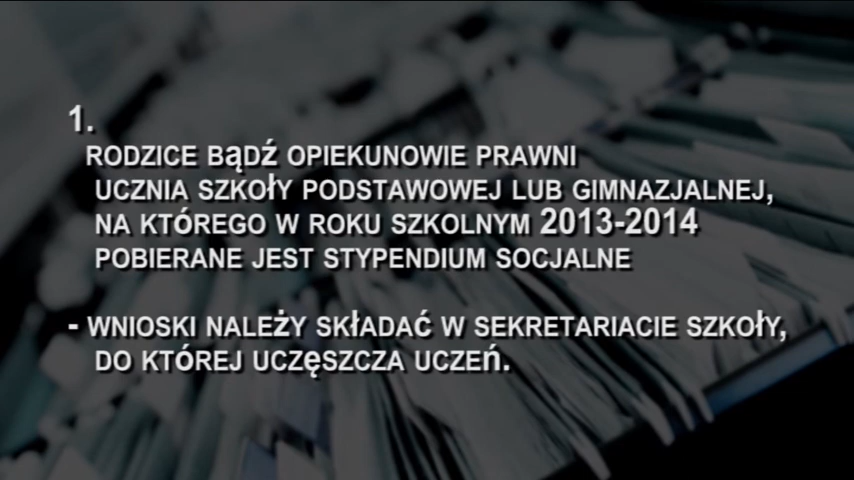 1.
RODZICE BąDź OPIEKUNOWIE PRAWNI
UCZNIA SZKOłY PODSTAWOWEJ LUB GIMNAZJALNEJ,
NA KTóREGO W ROKU SZKOLNYM 2013-2014
POBIERANE JEST STYPENDIUM SOCJALNE
- WNIOSKI NALEżY SKłADAć W SEKRETARIACIE SZKOłY,
DO KTóREJ UCZęSZCZA UCZEń.